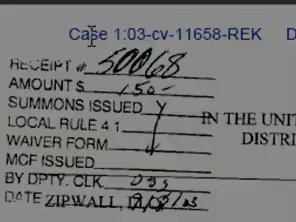 Case 1:03-cv-11658-REK D
RECEIPT # 50068
AMOUNT $ 150-
SUMMONS ISSUED Y
LOCAL RULE 4.1
IN THE UNIT
WAIVER FORM
DISTRI
MCF ISSUED
BY DPTY. CLK.
DATE ZIPWALL,